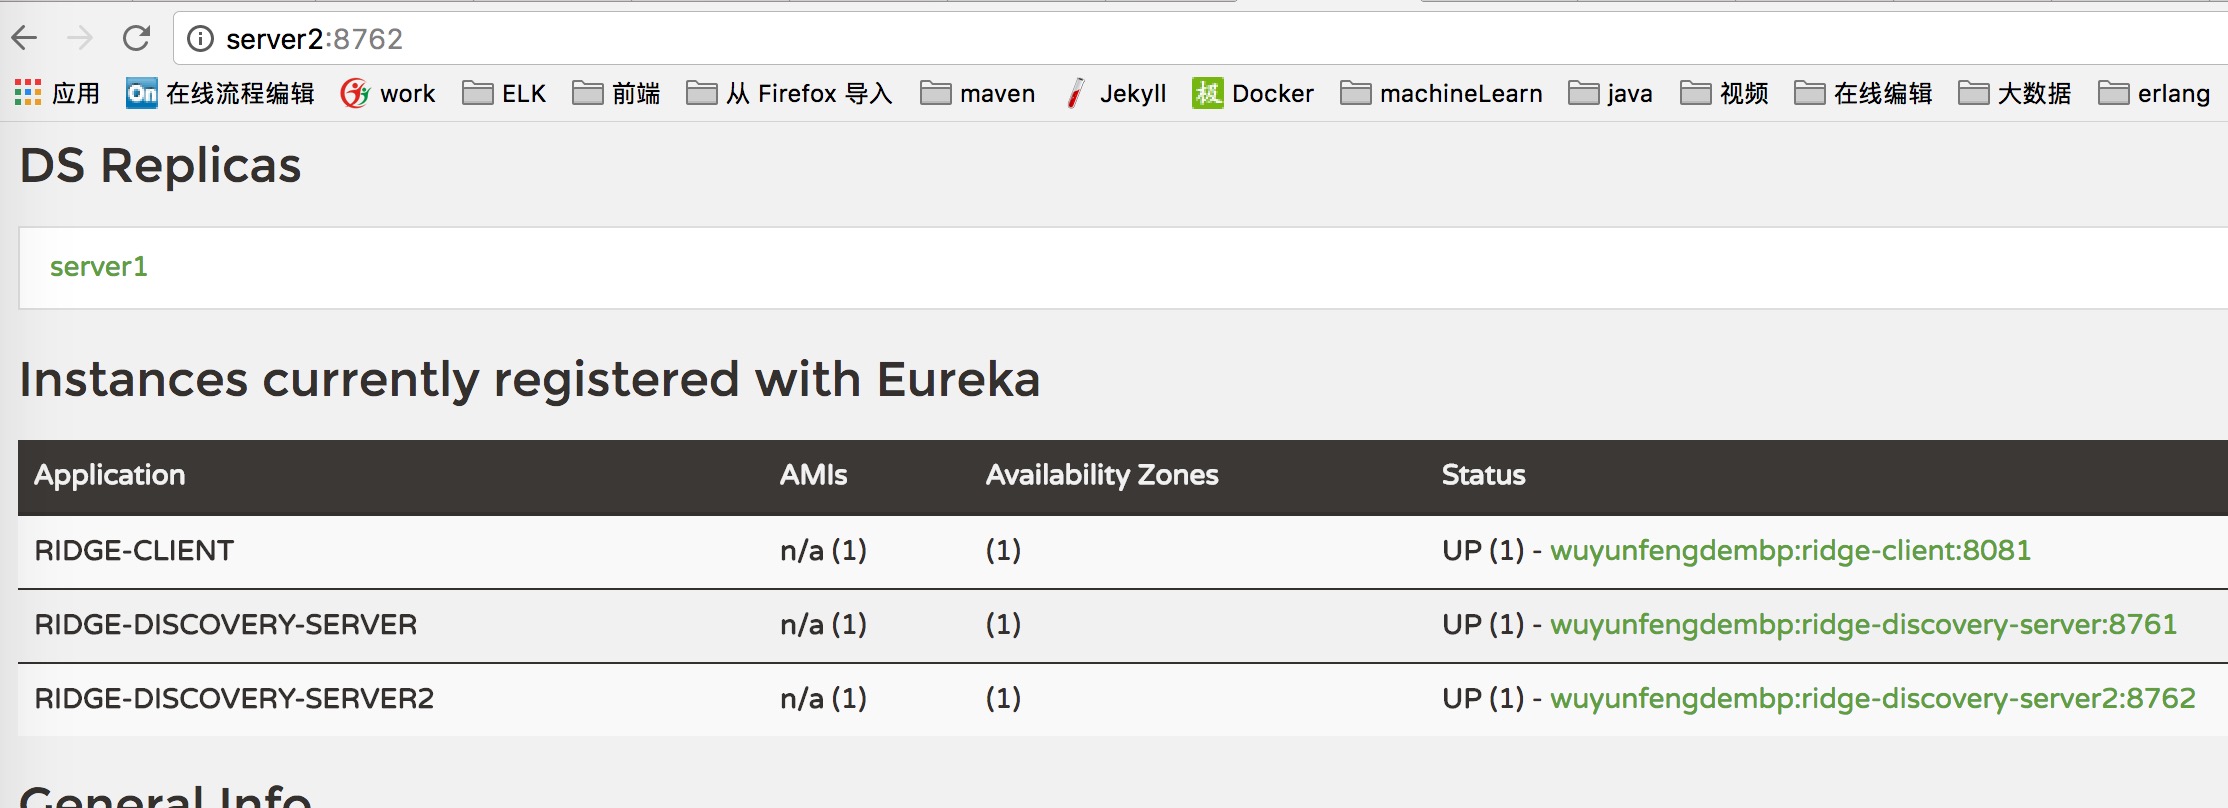 server2:8762
应用 On 在线流程编辑 work ELK 前端 从 Firefox 导入 maven Jekyll 极 Docker machineLearn java 视频 在线编辑 大数据 erlang
DS Replicas
server1
Instances currently registered with Eureka
Application AMIs Availability Zones Status
RIDGE-CLIENT n/a (1) (1) UP (1) - wuyunfengdembp:ridge-client:8081
RIDGE-DISCOVERY-SERVER n/a (1) (1) UP (1) - wuyunfengdembp:ridge-discovery-server:8761
RIDGE-DISCOVERY-SERVER2 n/a (1) (1) UP (1) - wuyunfengdembp:ridge-discovery-server2:8762
General Info